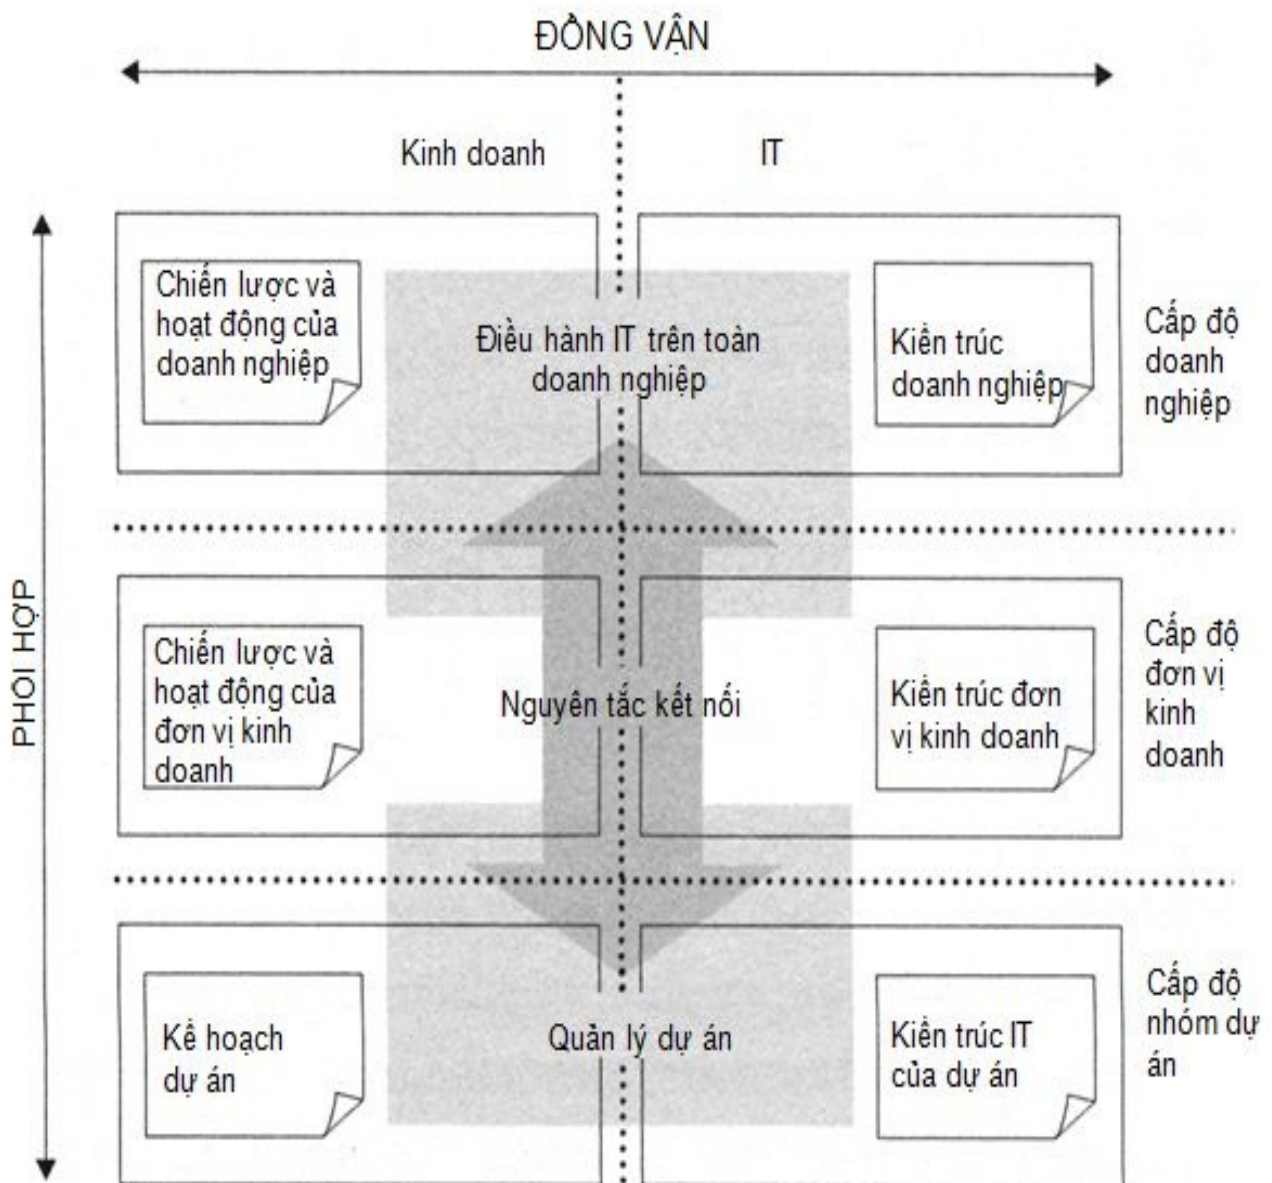 ĐỒNG VẬN
Kinh doanh
IT
PHỐI HỢP
Chiến lược và
hoạt động của
doanh nghiệp
Điều hành IT trên toàn
doanh nghiệp
Kiến trúc
doanh nghiệp
Cấp độ
doanh
nghiệp
Chiến lược và
hoạt động của
đơn vị kinh
doanh
Nguyên tắc kết nối
Kiến trúc đơn
vị kinh doanh
Cấp độ
đơn vị
kinh
doanh
Kế hoạch
dự án
Quản lý dự án
Kiến trúc IT
của dự án
Cấp độ
nhóm dự
án